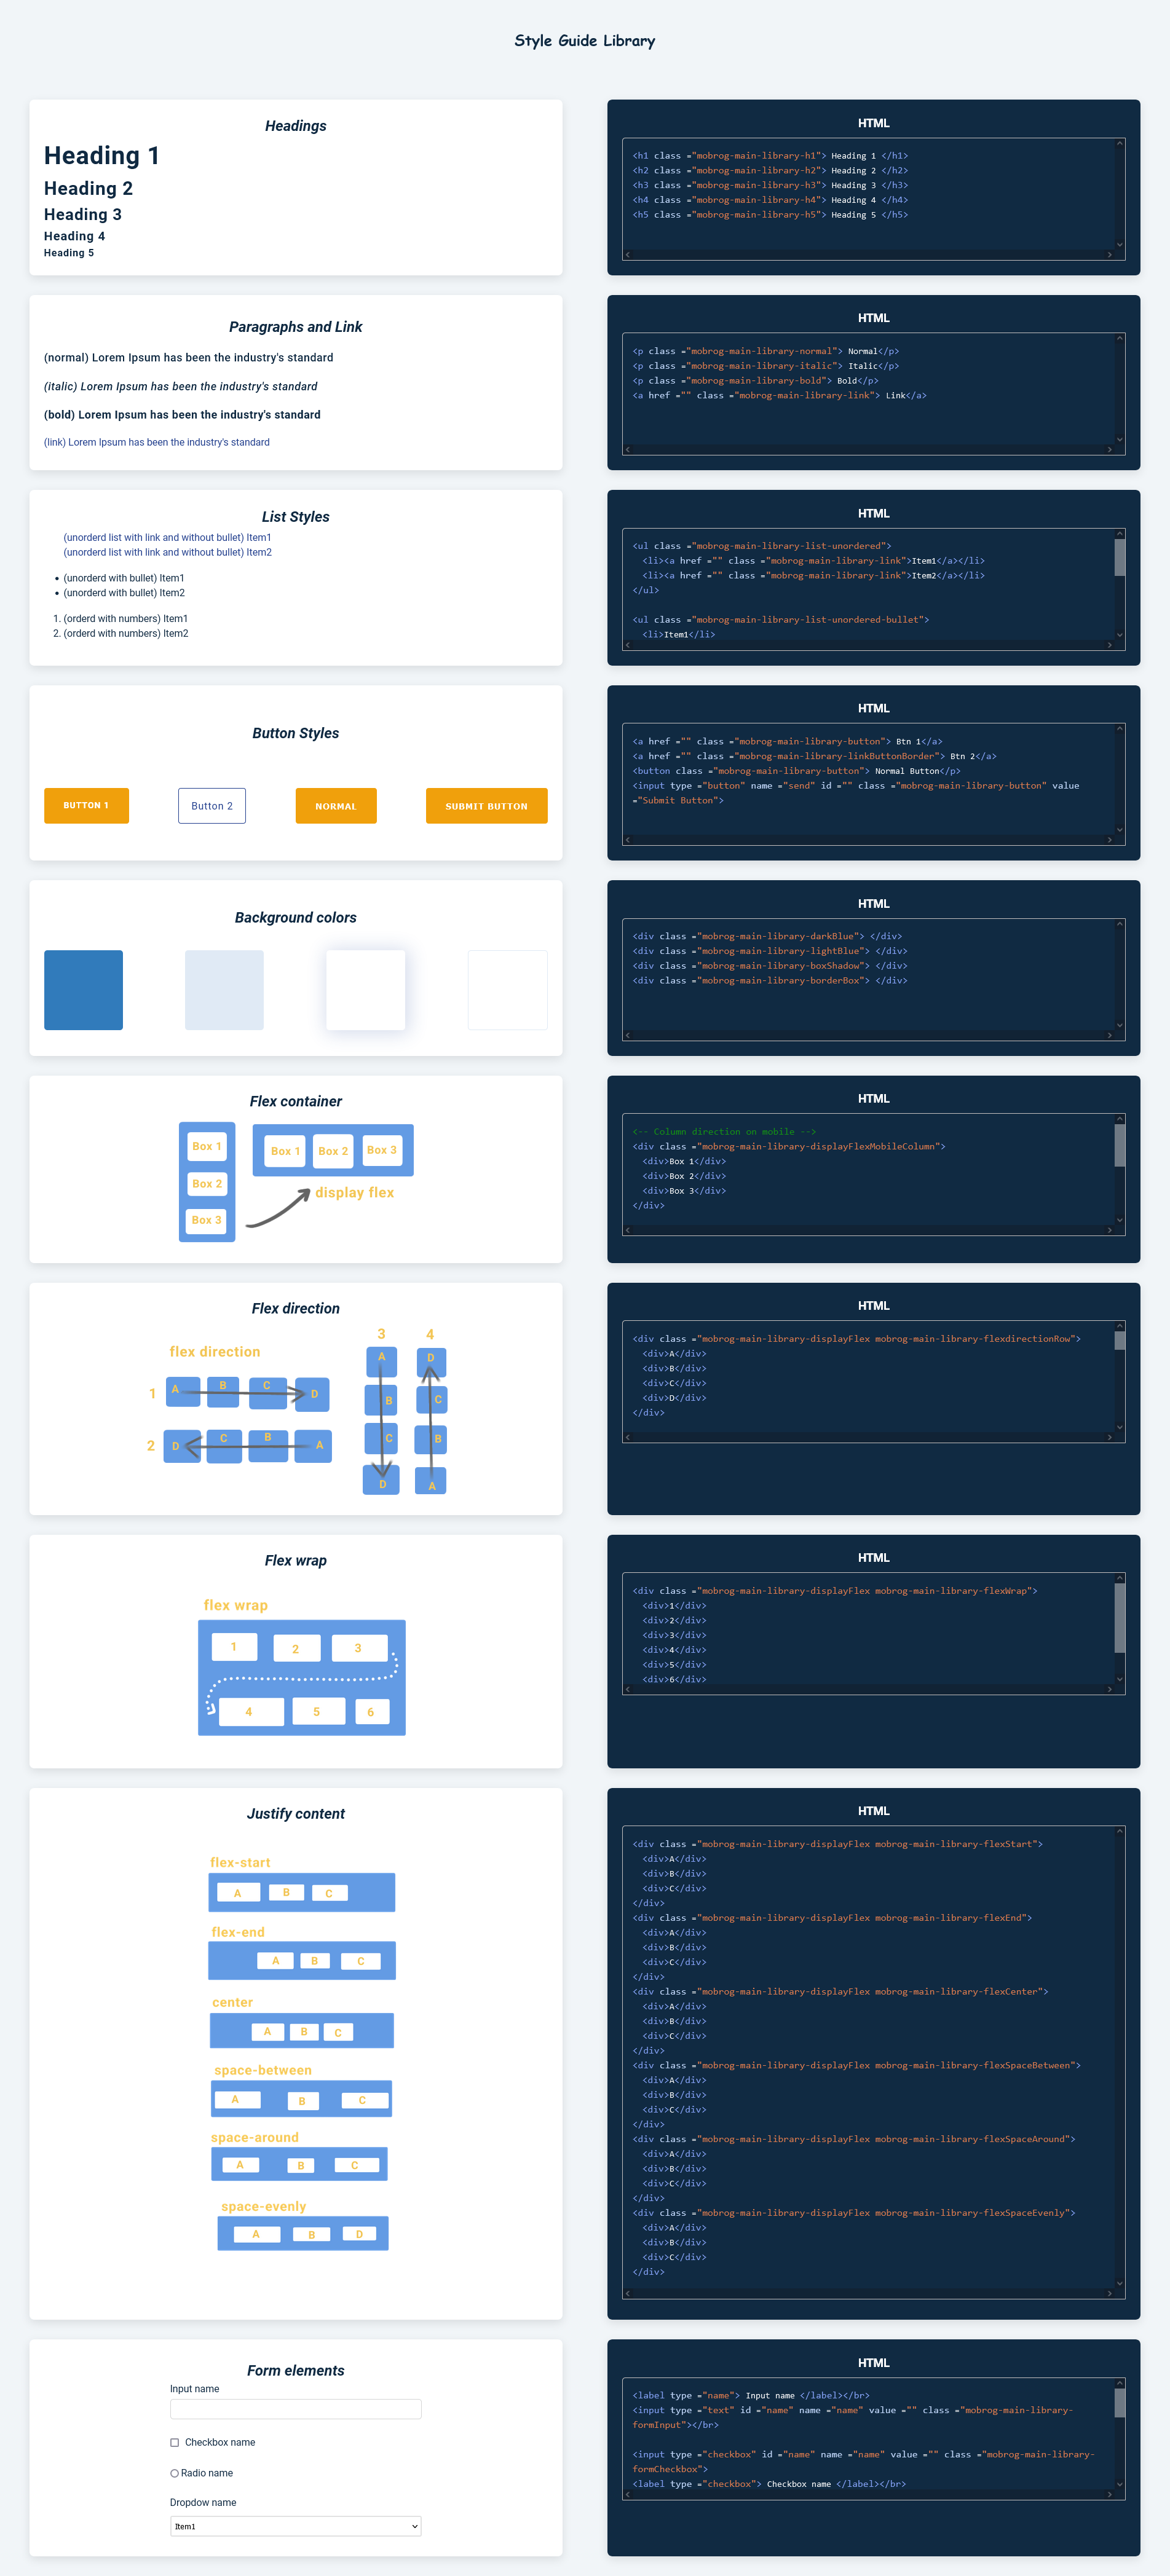 Style Guide Library
Headings
Heading 1
Heading 2
Heading 3
Heading 4
Heading 5
HTML
<h1 class ="mobrog-main-library-h1"> Heading 1 </h1>
<h2 class ="mobrog-main-library-h2"> Heading 2 </h2>
<h3 class ="mobrog-main-library-h3"> Heading 3 </h3>
<h4 class ="mobrog-main-library-h4"> Heading 4 </h4>
<h5 class ="mobrog-main-library-h5"> Heading 5 </h5>
Paragraphs and Link
(normal) Lorem Ipsum has been the industry's standard
(italic) Lorem Ipsum has been the industry's standard
(bold) Lorem Ipsum has been the industry's standard
(link) Lorem Ipsum has been the industry's standard
HTML
<p class ="mobrog-main-library-normal"> Normal</p>
<p class ="mobrog-main-library-italic"> Italic</p>
<p class ="mobrog-main-library-bold"> Bold</p>
<a href ="" class ="mobrog-main-library-link"> Link</a>
List Styles
(unorderd list with link and without bullet) Item1
(unorderd list with link and without bullet) Item2
• (unorderd with bullet) Item1
• (unorderd with bullet) Item2
1. (orderd with numbers) Item1
2. (orderd with numbers) Item2
HTML
<ul class ="mobrog-main-library-list-unordered">
<li><a href ="" class ="mobrog-main-library-link">Item1</a></li>
<li><a href ="" class ="mobrog-main-library-link">Item2</a></li>
</ul>
<ul class ="mobrog-main-library-list-unordered-bullet">
<li>Item1</li>
Button Styles
BUTTON 1
Button 2
NORMAL
SUBMIT BUTTON
HTML
<a href ="" class ="mobrog-main-library-button"> Btn 1</a>
<a href ="" class ="mobrog-main-library-linkButtonBorder"> Btn 2</a>
<button class ="mobrog-main-library-button"> Normal Button</p>
<input type ="button" name ="send" id ="" class ="mobrog-main-library-button" value
="Submit Button">
Background colors
HTML
<div class ="mobrog-main-library-darkBlue"> </div>
<div class ="mobrog-main-library-lightBlue"> </div>
<div class ="mobrog-main-library-boxShadow"> </div>
<div class ="mobrog-main-library-borderBox"> </div>
Flex container
Box 1
Box 2
Box 3
Box 1 Box 2 Box 3
display flex
HTML
<-- Column direction on mobile -->
<div class ="mobrog-main-library-displayFlexMobileColumn">
<div>Box 1</div>
<div>Box 2</div>
<div>Box 3</div>
</div>
Flex direction
flex direction
1 A B C D
2 D C B A
3
A
B
C
D
4
D
C
B
A
HTML
<div class ="mobrog-main-library-displayFlex mobrog-main-library-flexdirectionRow">
<div>A</div>
<div>B</div>
<div>C</div>
<div>D</div>
</div>
Flex wrap
flex wrap
1 2 3
4 5 6
HTML
<div class ="mobrog-main-library-displayFlex mobrog-main-library-flexWrap">
<div>1</div>
<div>2</div>
<div>3</div>
<div>4</div>
<div>5</div>
<div>6</div>
Justify content
flex-start
A B C
flex-end
A B C
center
A B C
space-between
A B C
space-around
A B C
space-evenly
A B D
HTML
<div class ="mobrog-main-library-displayFlex mobrog-main-library-flexStart">
<div>A</div>
<div>B</div>
<div>C</div>
</div>
<div class ="mobrog-main-library-displayFlex mobrog-main-library-flexEnd">
<div>A</div>
<div>B</div>
<div>C</div>
</div>
<div class ="mobrog-main-library-displayFlex mobrog-main-library-flexCenter">
<div>A</div>
<div>B</div>
<div>C</div>
</div>
<div class ="mobrog-main-library-displayFlex mobrog-main-library-flexSpaceBetween">
<div>A</div>
<div>B</div>
<div>C</div>
</div>
<div class ="mobrog-main-library-displayFlex mobrog-main-library-flexSpaceAround">
<div>A</div>
<div>B</div>
<div>C</div>
</div>
<div class ="mobrog-main-library-displayFlex mobrog-main-library-flexSpaceEvenly">
<div>A</div>
<div>B</div>
<div>C</div>
</div>
Form elements
Input name
Checkbox name
Radio name
Dropdow name
Item1
HTML
<label type ="name"> Input name </label></br>
<input type ="text" id ="name" name ="name" value ="" class ="mobrog-main-library-
formInput"></br>
<input type ="checkbox" id ="name" name ="name" value ="" class ="mobrog-main-library-
formCheckbox">
<label type ="checkbox"> Checkbox name </label></br>